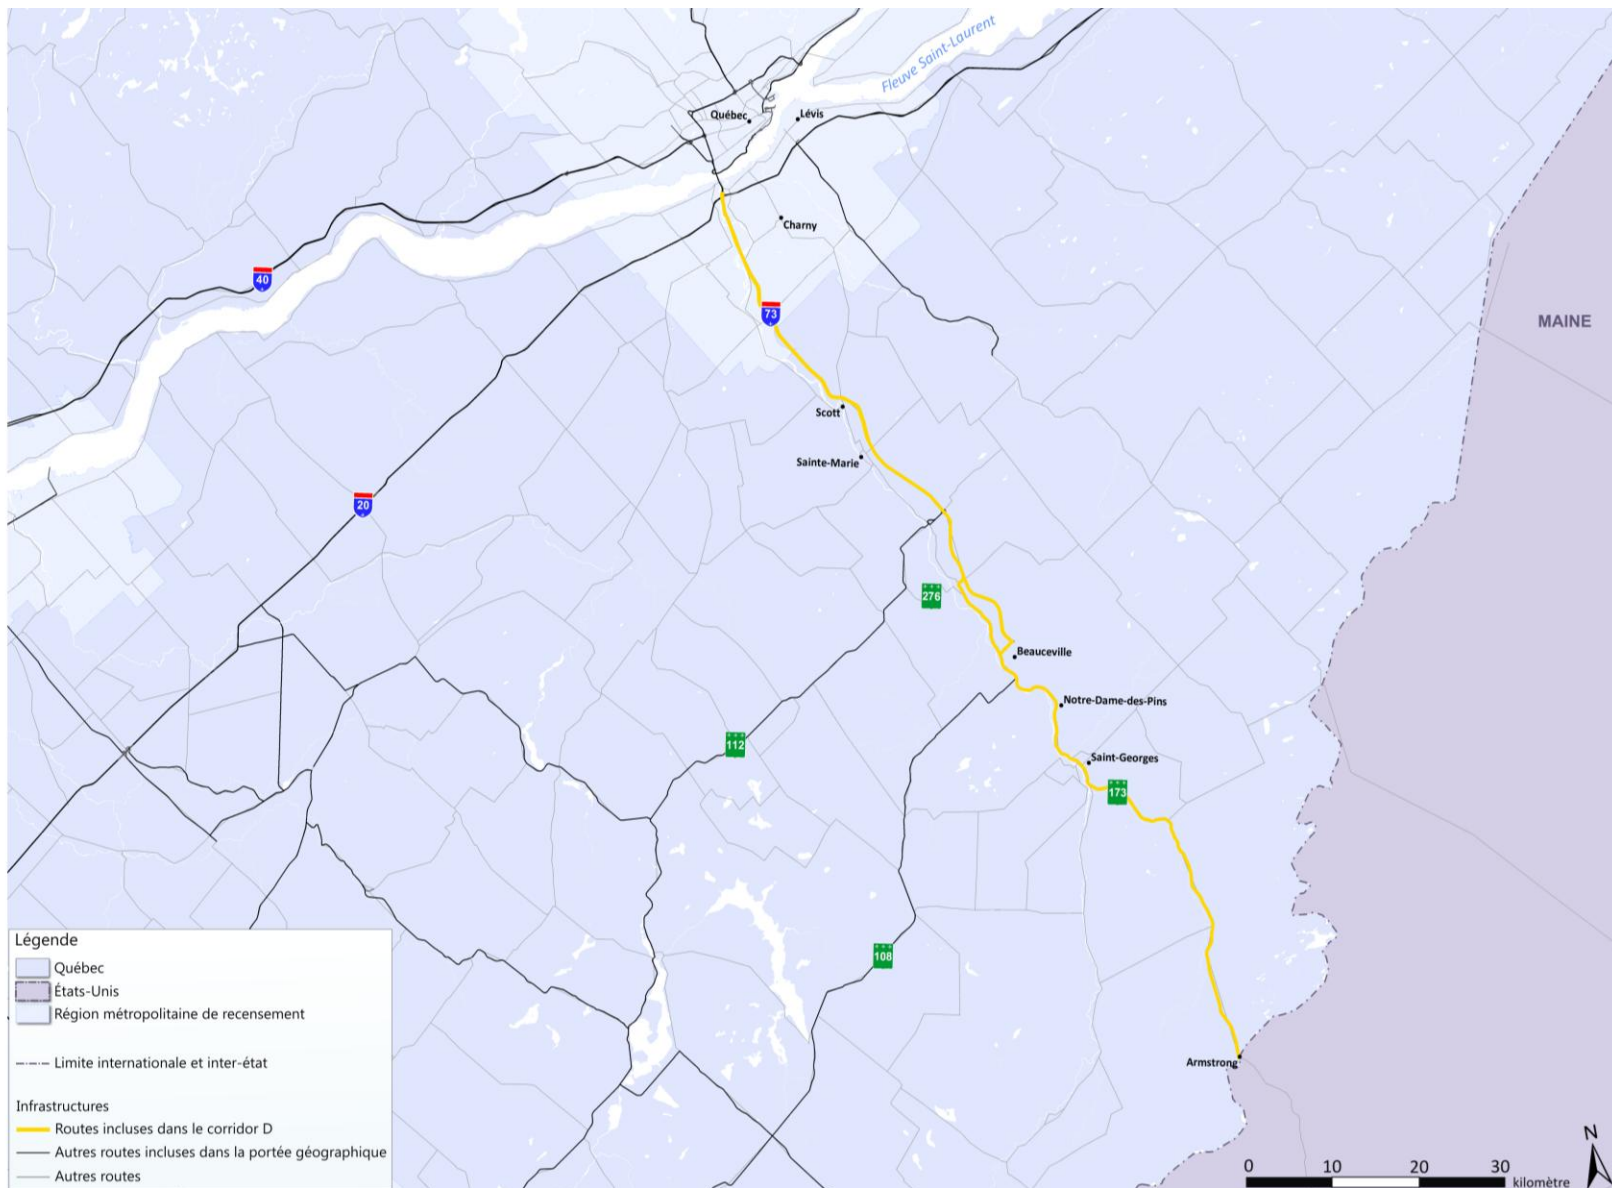 Fleuve Saint-Laurent
Québec
Lévis
Charny
40
73
MAINE
Scott
Sainte-Marie
20
276
Beauceville
Notre-Dame-des-Pins
112
Saint-Georges
173
108
Armstrong
Légende
Québec
États-Unis
Région métropolitaine de recensement
Limite internationale et inter-état
Infrastructures
Routes incluses dans le corridor D
Autres routes incluses dans la portée géographique
Autres routes
N
0 10 20 30
kilomètre